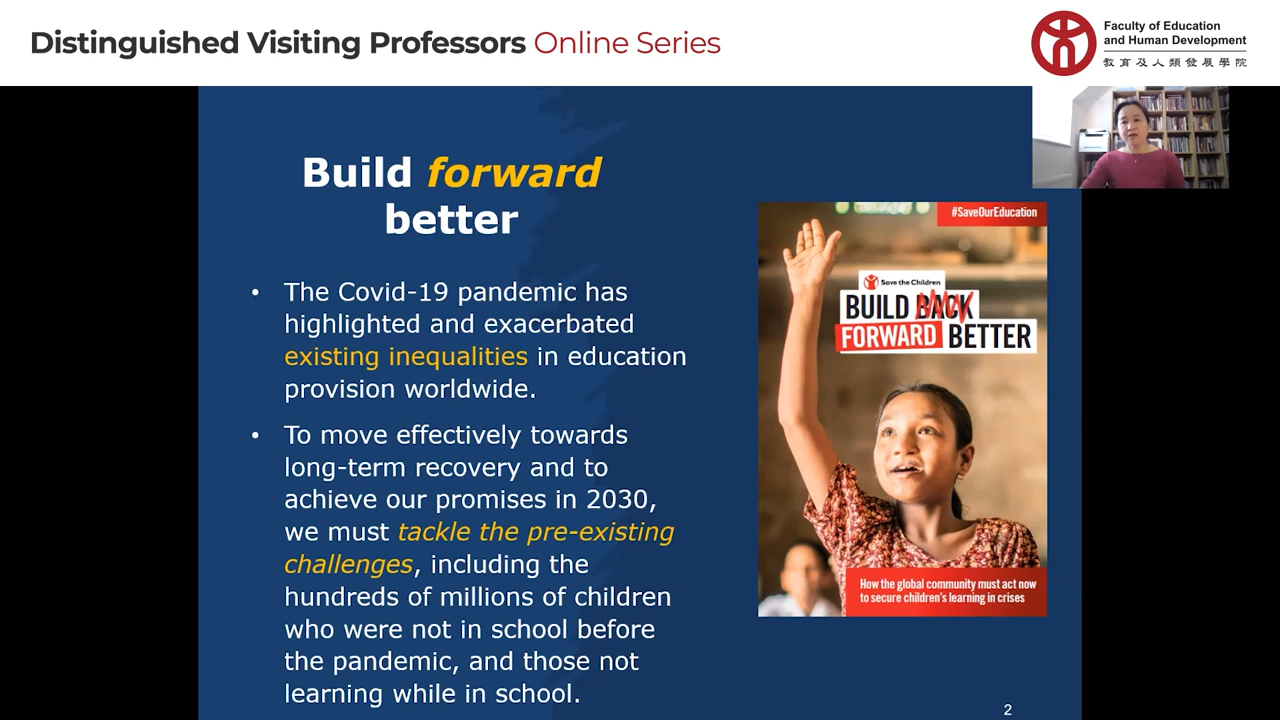 Distinguished Visiting Professors Online Series
Faculty of Education
and Human Development
教育及人類發展學院
Build forward
better
• The Covid-19 pandemic has
highlighted and exacerbated
existing inequalities in education
provision worldwide.
• To move effectively towards
long-term recovery and to
achieve our promises in 2030,
we must tackle the pre-existing
challenges, including the
hundreds of millions of children
who were not in school before
the pandemic, and those not
learning while in school.
#SaveOurEducation
Save the Children
BUILD BACK
FORWARD BETTER
How the global community must act now
to secure children's learning in crises
2